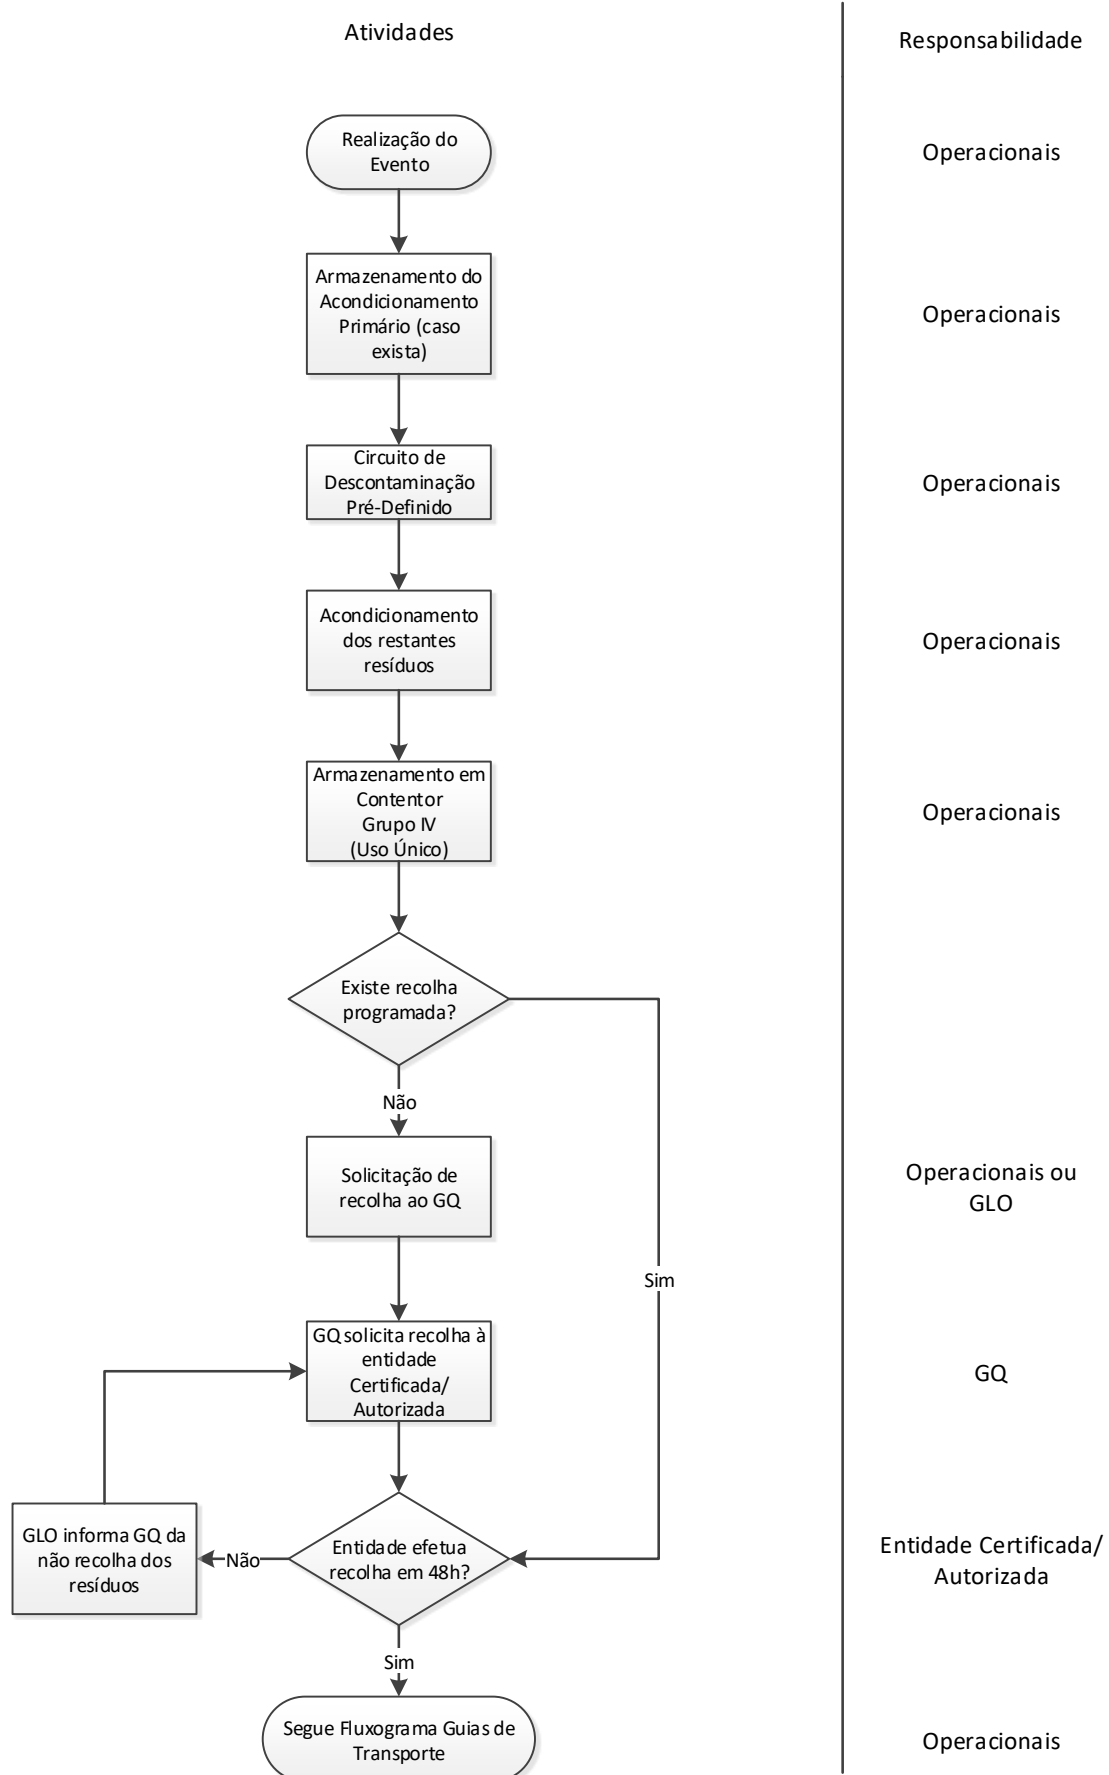 Atividades
Responsabilidade
Realização do
Evento
Operacionais
Armazenamento do
Acondicionamento
Primário (caso
exista)
Operacionais
Circuito de
Descontaminação
Pré-Definido
Operacionais
Acondicionamento
dos restantes
resíduos
Operacionais
Armazenamento em
Contentor
Grupo IV
(Uso Único)
Operacionais
Existe recolha
programada?
Não
Solicitação de
recolha ao GQ
Operacionais ou
GLO
Sim
GQ solicita recolha à
entidade
Certificada/
Autorizada
GQ
GLO informa GQ da
não recolha dos
resíduos
Não
Entidade efetua
recolha em 48h?
Entidade Certificada/
Autorizada
Sim
Segue Fluxograma Guias de
Transporte
Operacionais